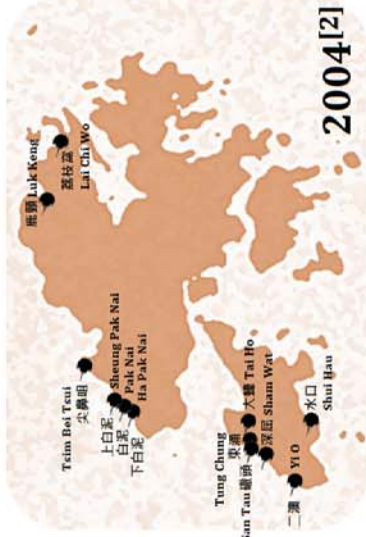 鹿頸 Luk Keng
荔枝窩
Lai Chi Wo
Tsim Bei Tsui
尖鼻咀
上白泥 Sheung Pak Nai
白泥 Pak Nai
下白泥 Ha Pak Nai
Tung Chung
東涌
大蠔 Tai Ho
San Tau
深屈 Sham Wat
二澳 Yi O
水口
Shui Hau
2004[2]